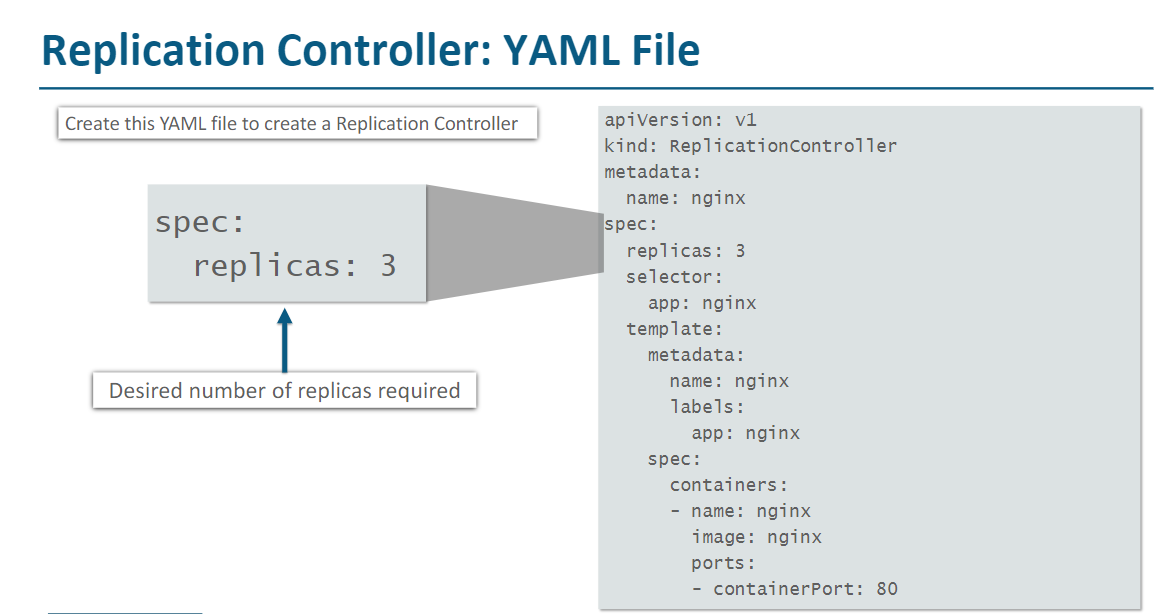 Replication Controller: YAML File
Create this YAML file to create a Replication Controller
spec:
  replicas: 3
Desired number of replicas required
apiVersion: v1
kind: ReplicationController
metadata:
  name: nginx
spec:
  replicas: 3
  selector:
    app: nginx
  template:
    metadata:
      name: nginx
      labels:
        app: nginx
    spec:
      containers:
      - name: nginx
        image: nginx
        ports:
        - containerPort: 80